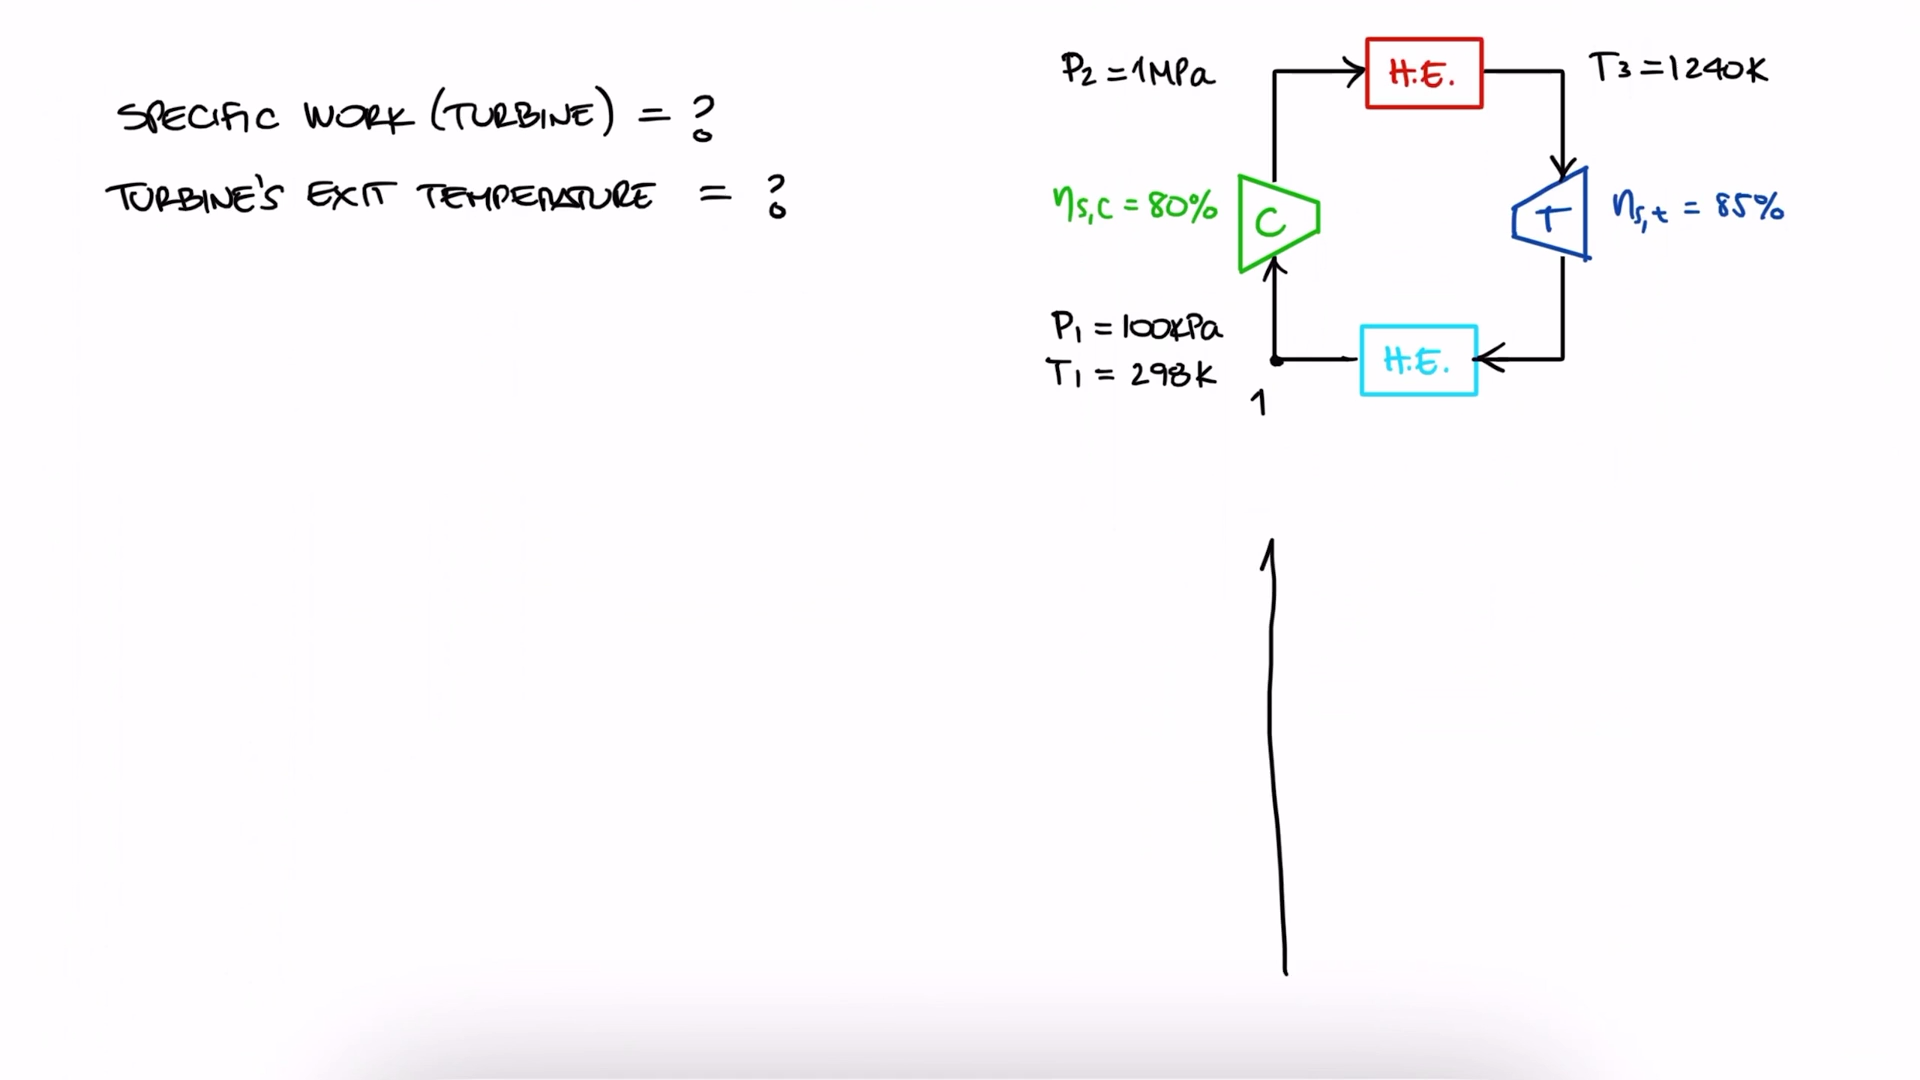 SPECIFIC WORK (TURBINE) = ?
TURBINE'S EXIT TEMPERATURE = ?
P2 = 1MPa
H.E.
T3 = 1240K
ηs,c = 80%
C
T
ηs,t = 85%
P1 = 100kPa
T1 = 298K
H.E.
1